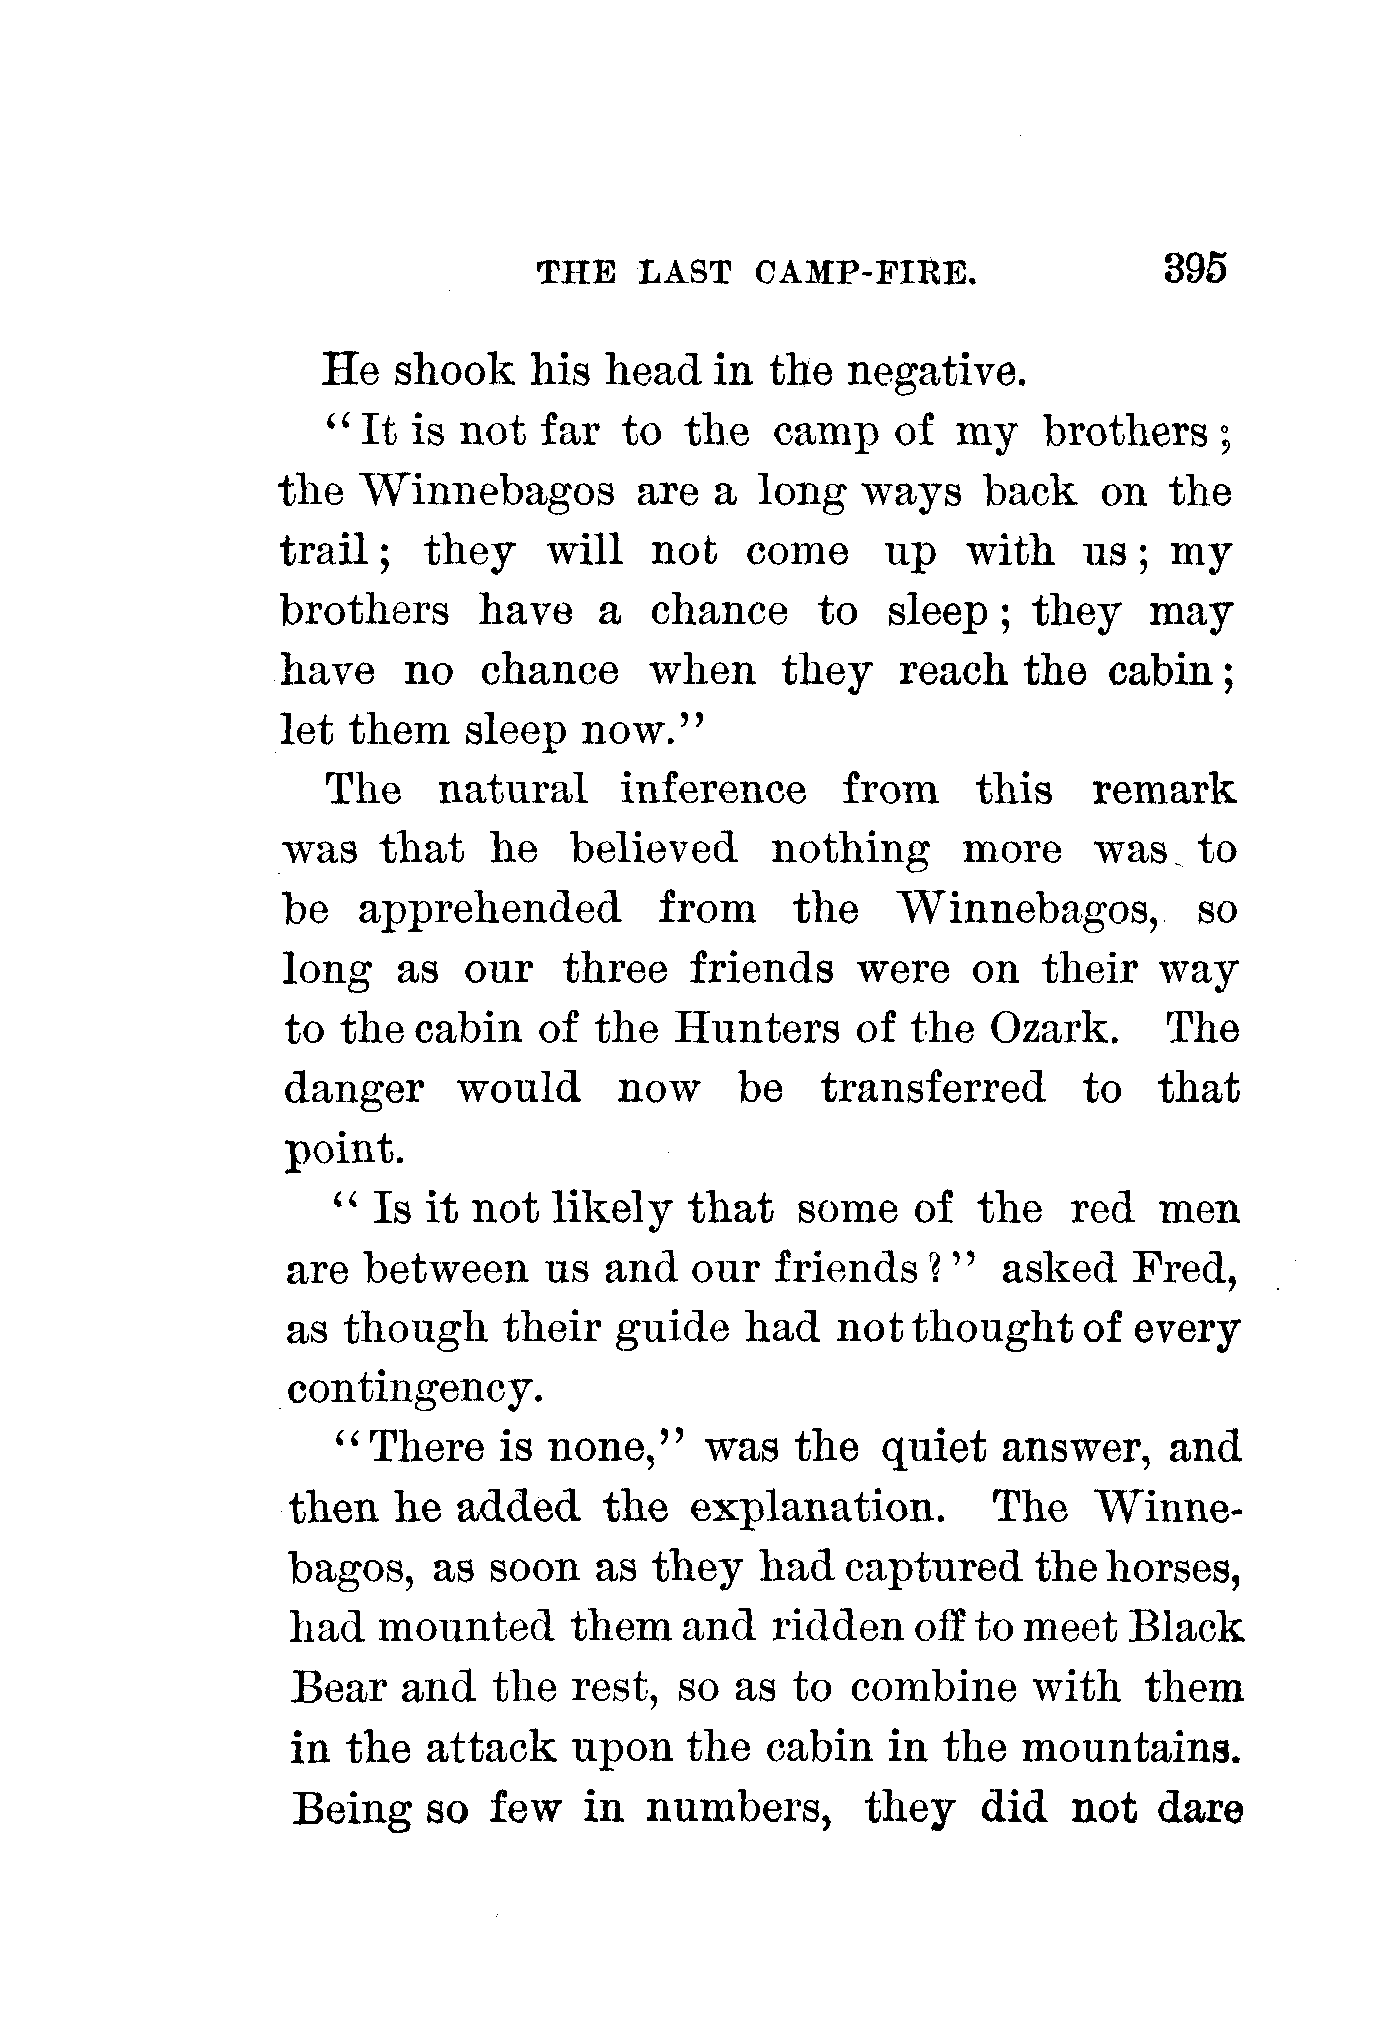 THE LAST CAMP-FIRE. 395
He shook his head in the negative.
"It is not far to the camp of my brothers;
the Winnebagos are a long ways back on the
trail; they will not come up with us; my
brothers have a chance to sleep; they may
have no chance when they reach the cabin;
let them sleep now."
The natural inference from this remark
was that he believed nothing more was to
be apprehended from the Winnebagos, so
long as our three friends were on their way
to the cabin of the Hunters of the Ozark. The
danger would now be transferred to that
point.
"Is it not likely that some of the red men
are between us and our friends?" asked Fred,
as though their guide had not thought of every
contingency.
"There is none," was the quiet answer, and
then he added the explanation. The Winne-
bagos, as soon as they had captured the horses,
had mounted them and ridden off to meet Black
Bear and the rest, so as to combine with them
in the attack upon the cabin in the mountains.
Being so few in numbers, they did not dare